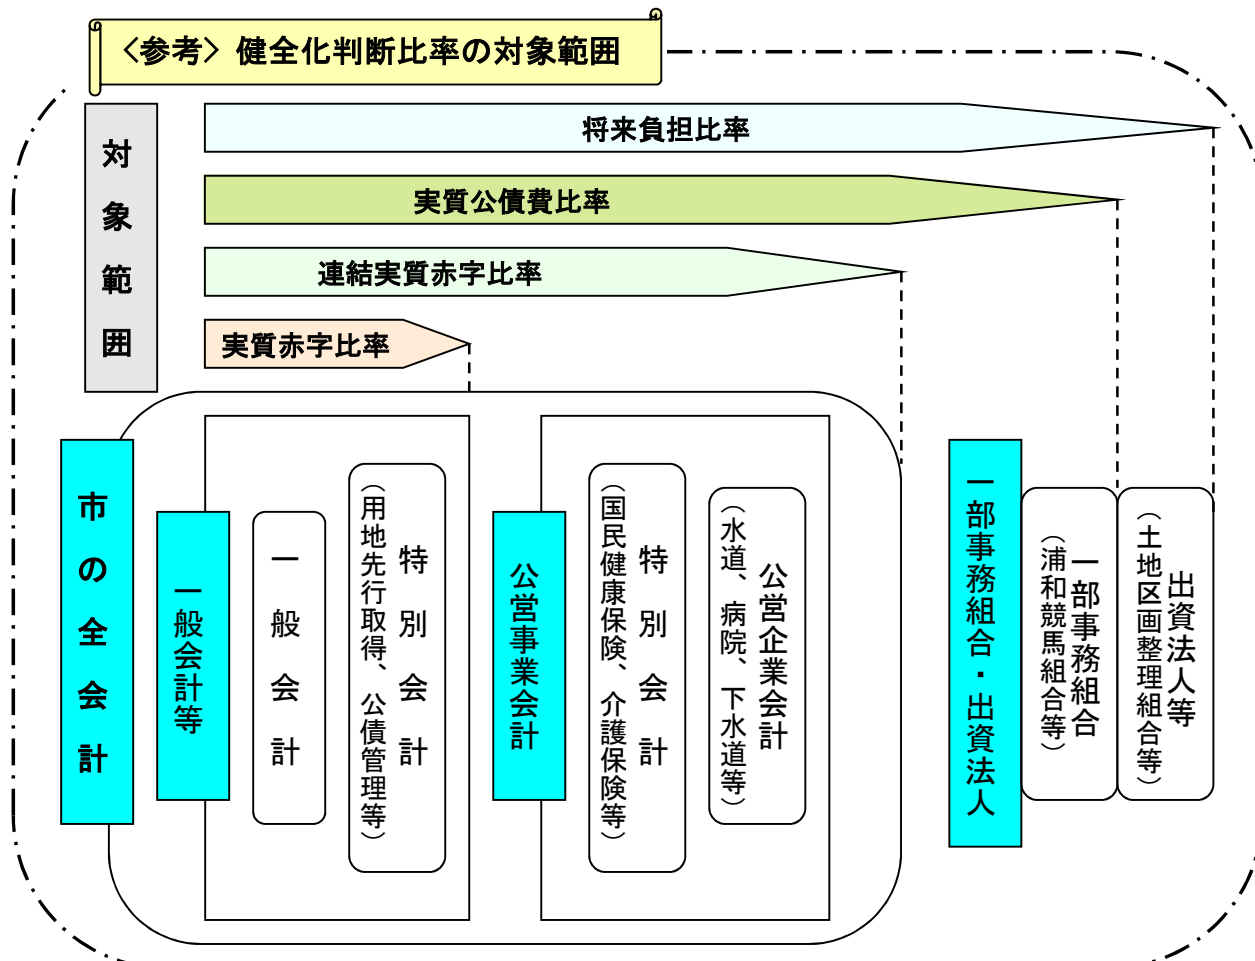 〈参考〉健全化判断比率の対象範囲
対象範囲
将来負担比率
実質公債費比率
連結実質赤字比率
実質赤字比率
市の全会計
一般会計等
一般会計
特別会計
（用地先行取得、公債管理等）
公営事業会計
特別会計
（国民健康保険、介護保険等）
公営企業会計
（水道、病院、下水道等）
一部事務組合・出資法人
一部事務組合
（浦和競馬組合等）
出資法人等
（土地区画整理組合等）